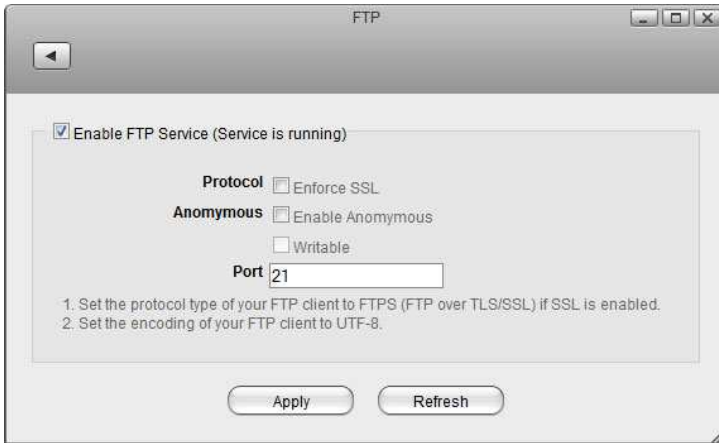 FTP
Enable FTP Service (Service is running)
Protocol Enforce SSL
Anomymous Enable Anomymous
Writable
Port 21
1. Set the protocol type of your FTP client to FTPS (FTP over TLS/SSL) if SSL is enabled.
2. Set the encoding of your FTP client to UTF-8.
Apply Refresh